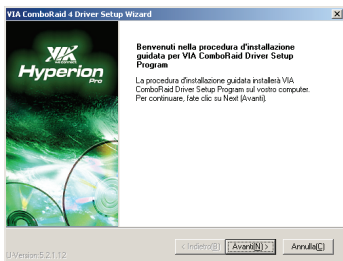 VIA ComboRaid 4 Driver Setup Wizard
VIA
Hyperion
Pro
Benvenuti nella procedura d'installazione
guidata per VIA ComboRaid Driver Setup
Program
La procedura d'installazione guidata installerà VIA
ComboRaid Driver Setup Program sul vostro computer.
Per continuare, fate clic su Next (Avanti).
U-Version:5.2.1.12
< Indietro(B)
Avanti(N) >
Annulla(C)